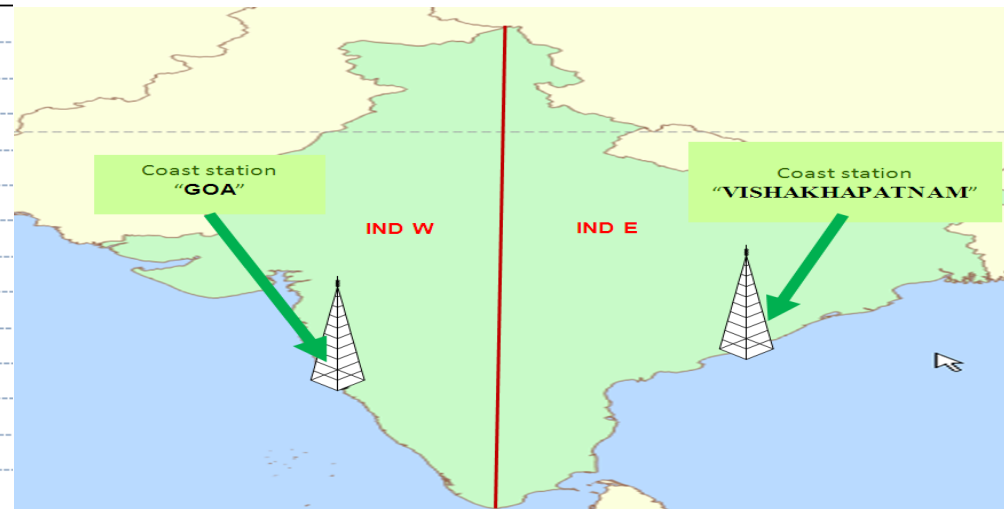 Coast station
“GOA”
Coast station
“VISHAKHAPATNAM”
IND W
IND E